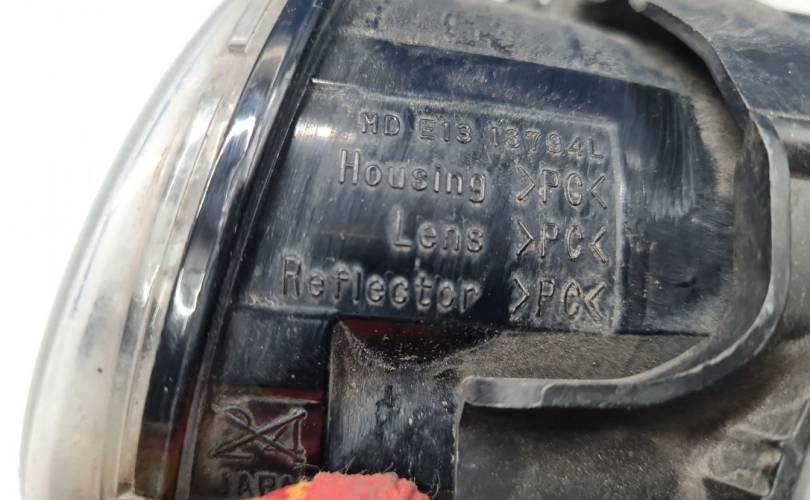 MD E13 13794L
Housing >PC<
Lens >PC<
Reflector >PC<